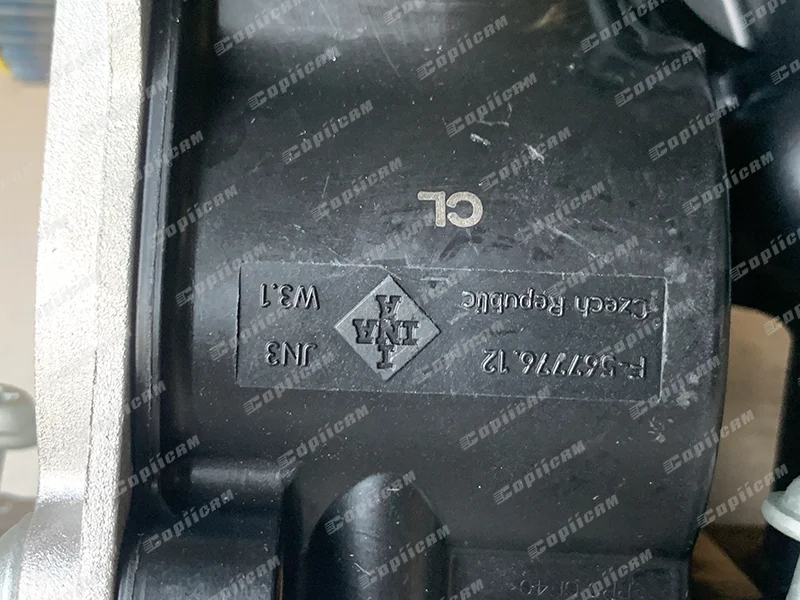 F-567776.12 INA JN3
Czech Republic W3.1
CL
CopiicAM